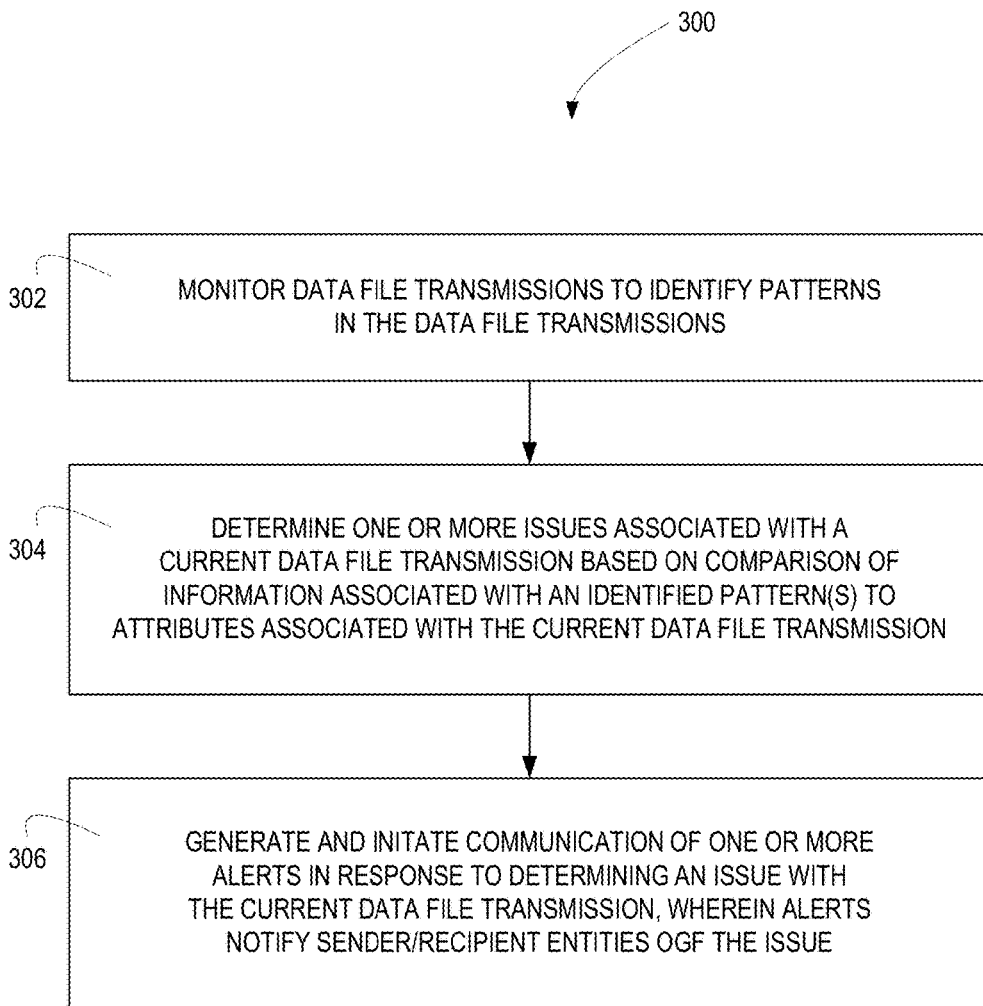 300
302
MONITOR DATA FILE TRANSMISSIONS TO IDENTIFY PATTERNS
IN THE DATA FILE TRANSMISSIONS
304
DETERMINE ONE OR MORE ISSUES ASSOCIATED WITH A
CURRENT DATA FILE TRANSMISSION BASED ON COMPARISON OF
INFORMATION ASSOCIATED WITH AN IDENTIFIED PATTERN(S) TO
ATTRIBUTES ASSOCIATED WITH THE CURRENT DATA FILE TRANSMISSION
306
GENERATE AND INITATE COMMUNICATION OF ONE OR MORE
ALERTS IN RESPONSE TO DETERMINING AN ISSUE WITH
THE CURRENT DATA FILE TRANSMISSION, WHEREIN ALERTS
NOTIFY SENDER/RECIPIENT ENTITIES OGF THE ISSUE